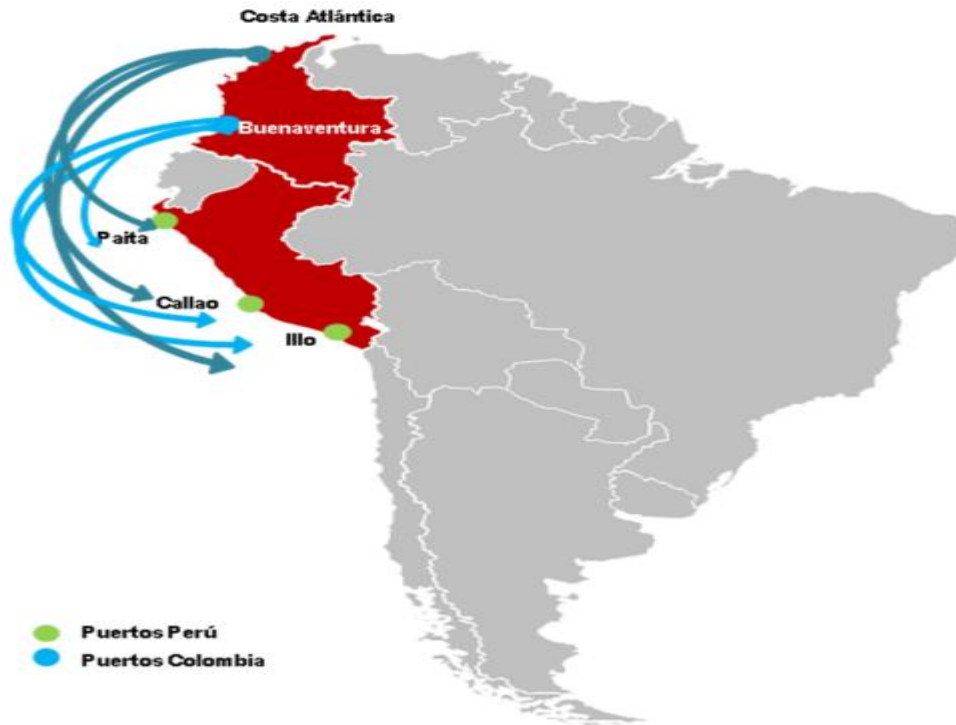 Costa Atlántica
Buenaventura
Paita
Callao
Illo
Puertos Perú
Puertos Colombia